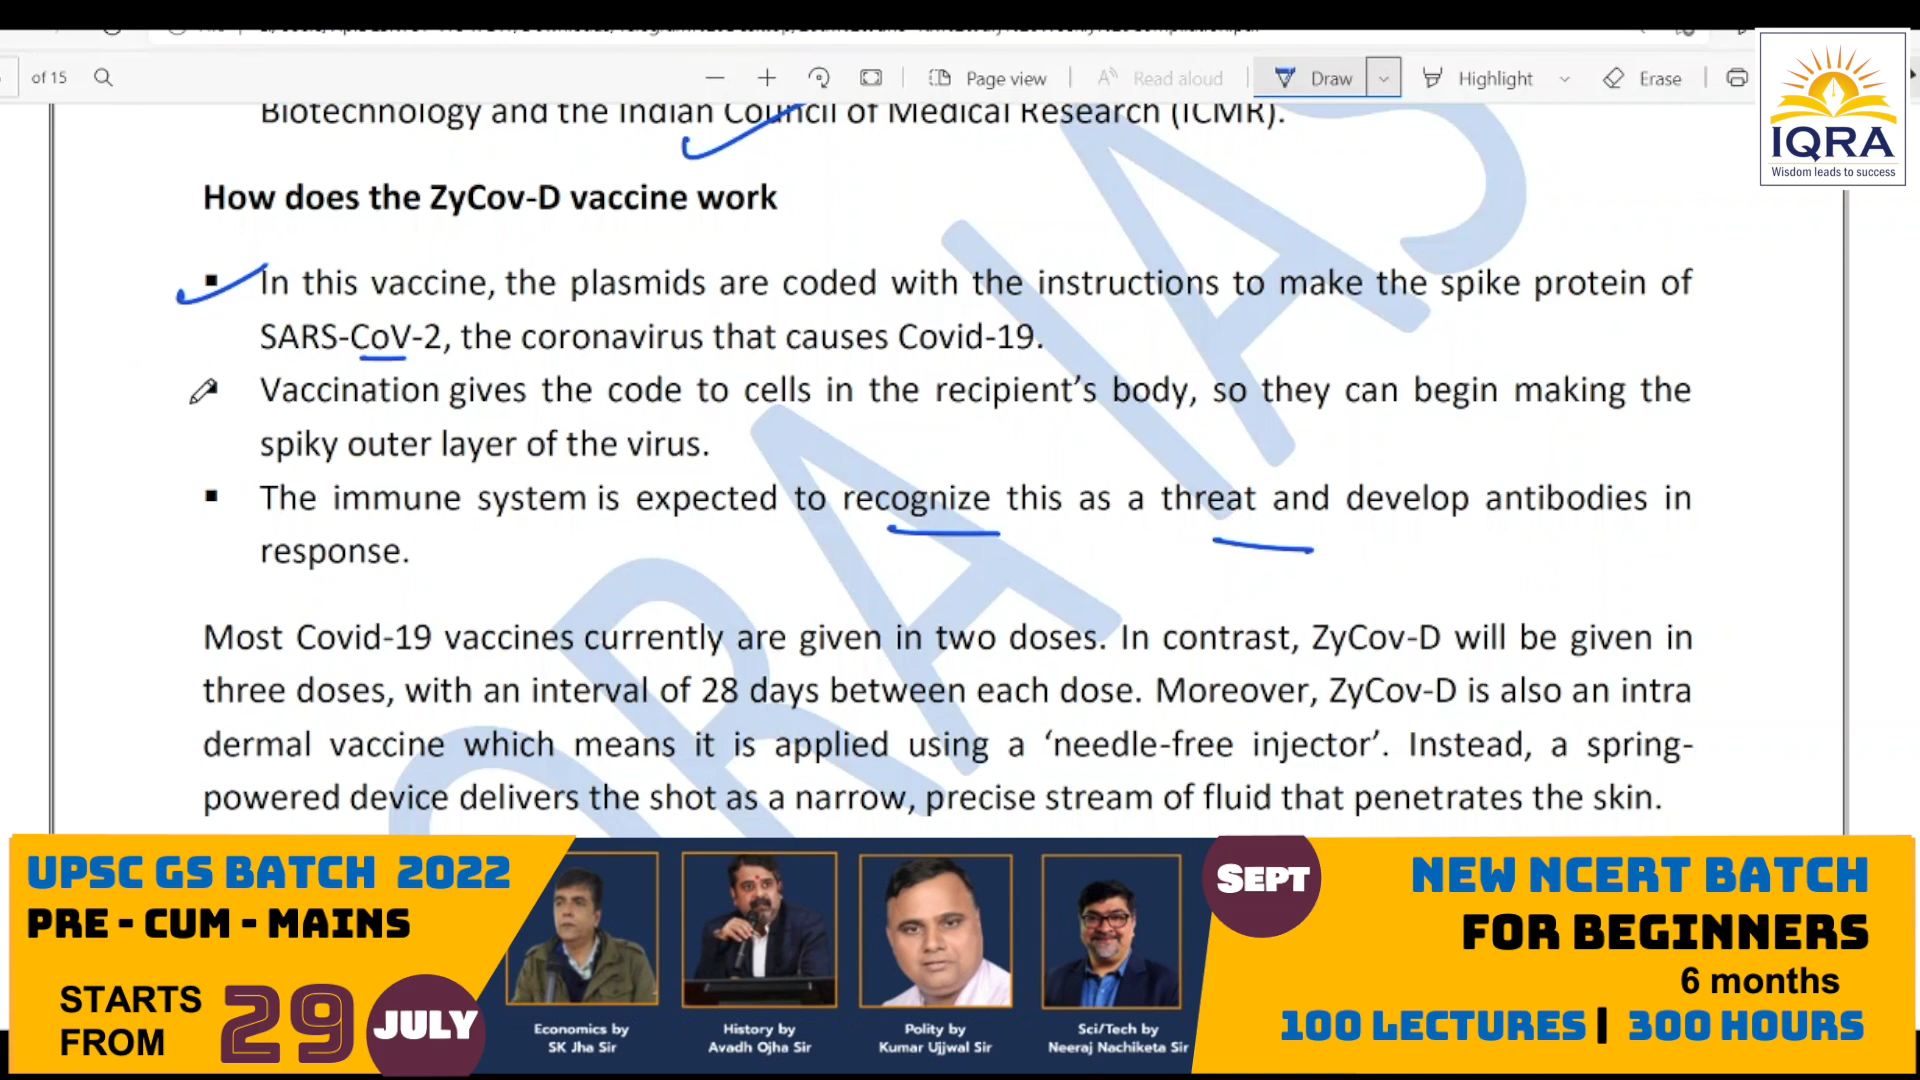 of 15
Page view
Read aloud
Draw
Highlight
Erase
IQRA
Wisdom leads to success
Biotechnology and the Indian Council of Medical Research (ICMR).
How does the ZyCov-D vaccine work
▪ In this vaccine, the plasmids are coded with the instructions to make the spike protein of
SARS-CoV-2, the coronavirus that causes Covid-19.
Vaccination gives the code to cells in the recipient’s body, so they can begin making the
spiky outer layer of the virus.
▪ The immune system is expected to recognize this as a threat and develop antibodies in
response.
Most Covid-19 vaccines currently are given in two doses. In contrast, ZyCov-D will be given in
three doses, with an interval of 28 days between each dose. Moreover, ZyCov-D is also an intra
dermal vaccine which means it is applied using a ‘needle-free injector’. Instead, a spring-
powered device delivers the shot as a narrow, precise stream of fluid that penetrates the skin.
UPSC GS BATCH 2022
PRE - CUM - MAINS
STARTS
FROM
29
JULY
Economics by
SK Jha Sir
History by
Avadh Ojha Sir
Polity by
Kumar Ujjwal Sir
Sci/Tech by
Neeraj Nachiketa Sir
SEPT
NEW NCERT BATCH
FOR BEGINNERS
6 months
100 LECTURES | 300 HOURS